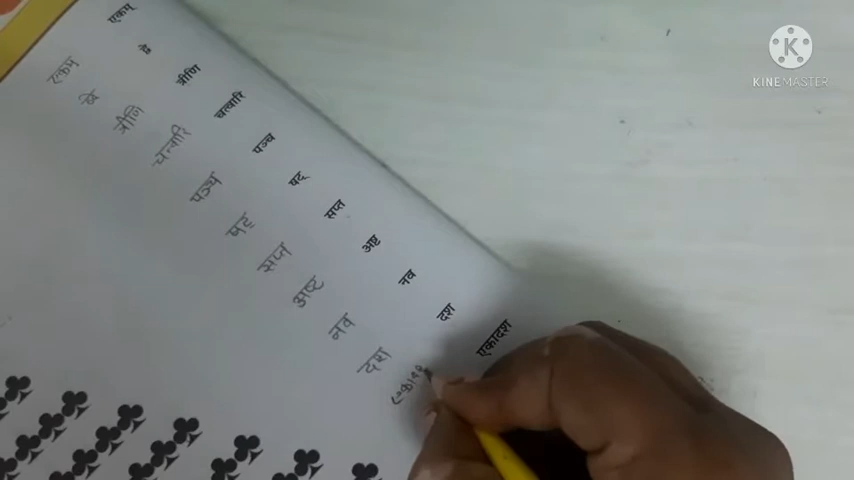 एकम्
एकम
द्वे
द्वे
त्रीणि
त्रीणि
चत्वारि
चत्वारि
पञ्च
पञ्च
षट्
षट्
सप्त
सप्त
अष्ट
अष्ट
नव
नव
दश
दश
एकादश
KINEMASTER